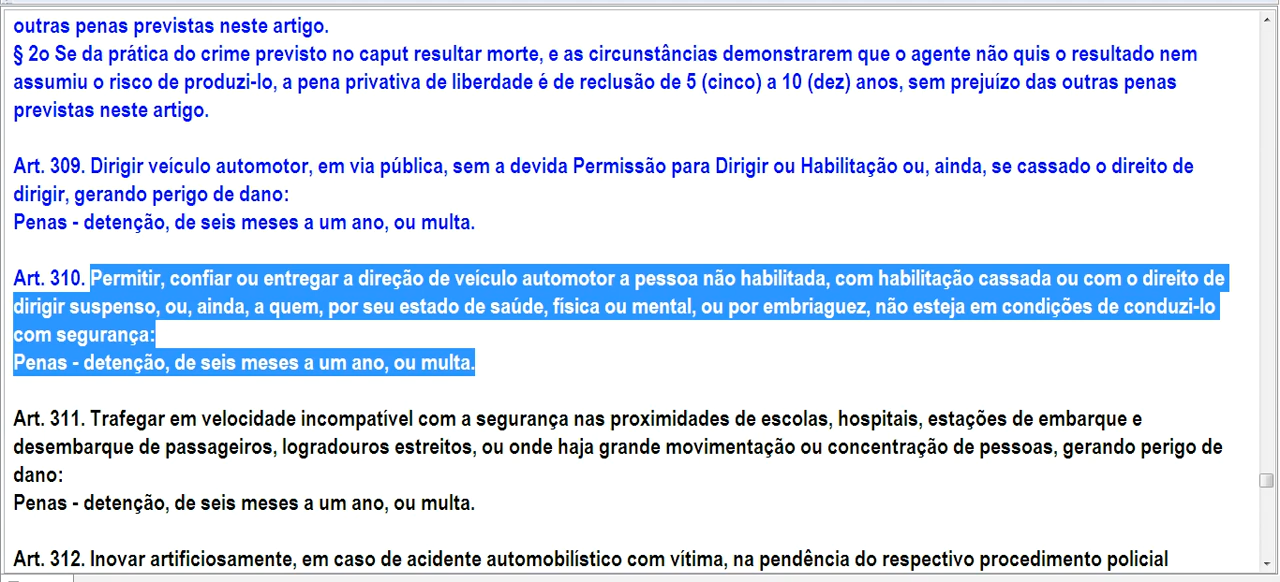 outras penas previstas neste artigo.
§ 2o Se da prática do crime previsto no caput resultar morte, e as circunstâncias demonstrarem que o agente não quis o resultado nem
assumiu o risco de produzi-lo, a pena privativa de liberdade é de reclusão de 5 (cinco) a 10 (dez) anos, sem prejuízo das outras penas
previstas neste artigo.
Art. 309. Dirigir veículo automotor, em via pública, sem a devida Permissão para Dirigir ou Habilitação ou, ainda, se cassado o direito de
dirigir, gerando perigo de dano:
Penas - detenção, de seis meses a um ano, ou multa.
Art. 310. Permitir, confiar ou entregar a direção de veículo automotor a pessoa não habilitada, com habilitação cassada ou com o direito de
dirigir suspenso, ou, ainda, a quem, por seu estado de saúde, física ou mental, ou por embriaguez, não esteja em condições de conduzi-lo
com segurança:
Penas - detenção, de seis meses a um ano, ou multa.
Art. 311. Trafegar em velocidade incompatível com a segurança nas proximidades de escolas, hospitais, estações de embarque e
desembarque de passageiros, logradouros estreitos, ou onde haja grande movimentação ou concentração de pessoas, gerando perigo de
dano:
Penas - detenção, de seis meses a um ano, ou multa.
Art. 312. Inovar artificiosamente, em caso de acidente automobilístico com vítima, na pendência do respectivo procedimento policial